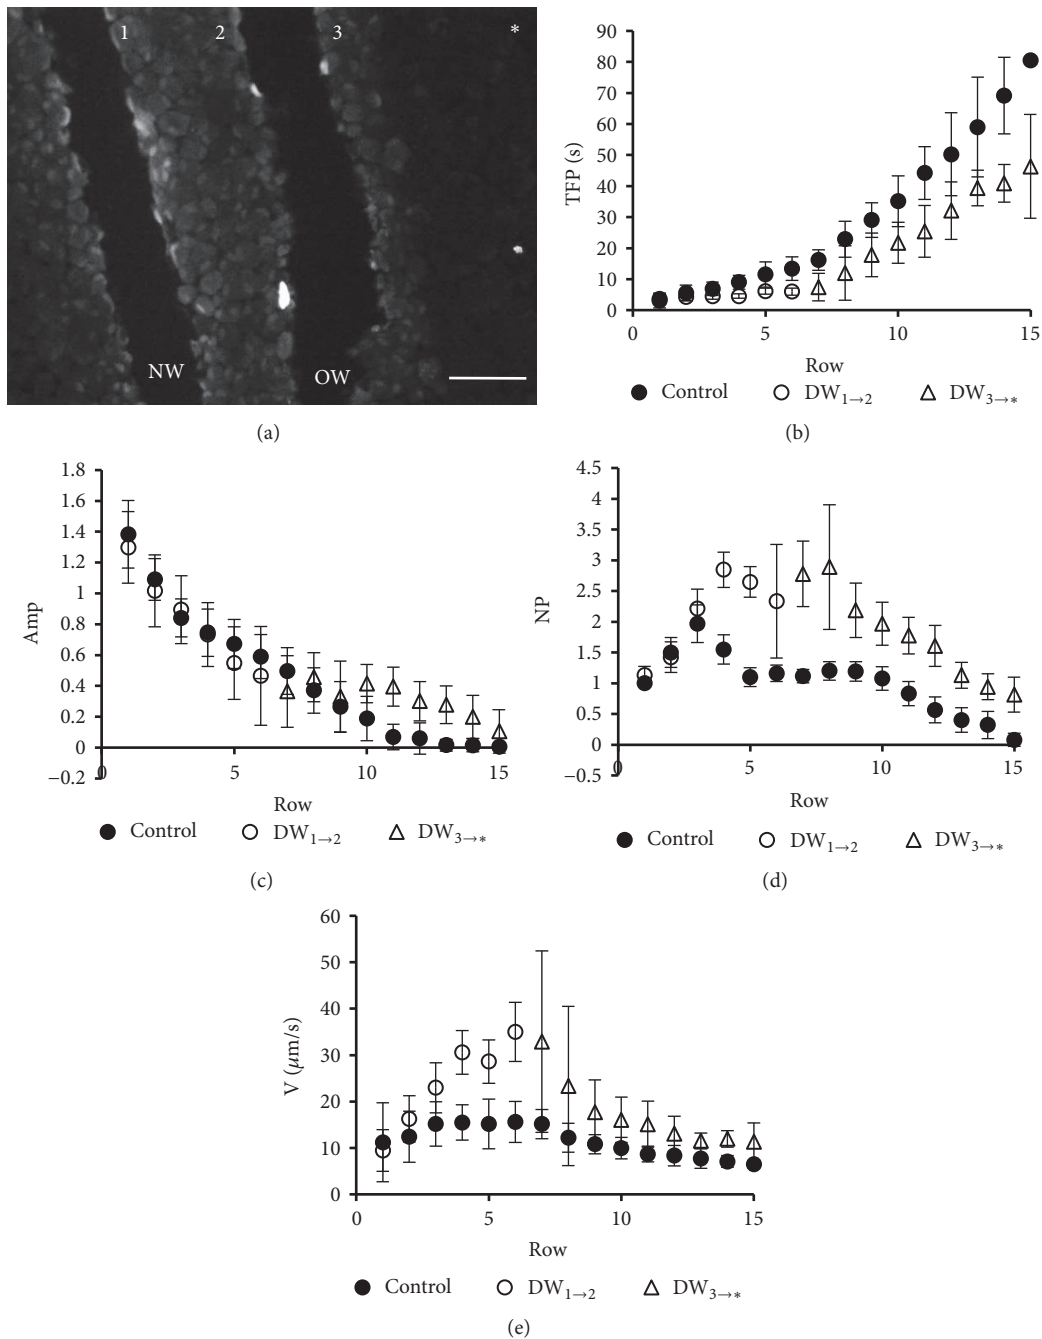 1 2 3 *
NW OW
(a)
90
80
70
60
50
40
30
20
10
0
TFP (s)
0 5 10 15
Row
Control DW1→2 DW3→*
(b)
1.8
1.6
1.4
1.2
1
0.8
0.6
0.4
0.2
0
−0.2
Amp
0 5 10 15
Row
Control DW1→2 DW3→*
(c)
4.5
4
3.5
3
2.5
2
1.5
1
0.5
0
−0.5
NP
0 5 10 15
Row
Control DW1→2 DW3→*
(d)
60
50
40
30
20
10
0
V (μm/s)
0 5 10 15
Row
Control DW1→2 DW3→*
(e)